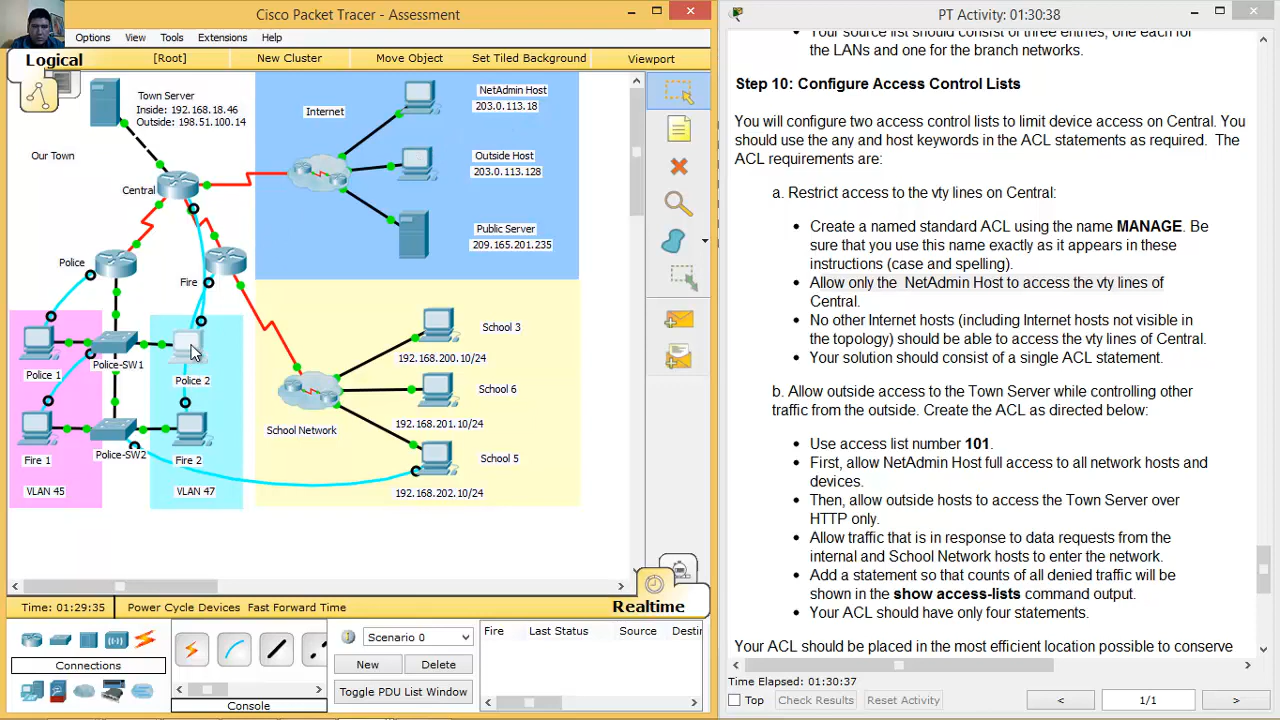 Cisco Packet Tracer - Assessment
Options View Tools Extensions Help
Logical [Root] New Cluster Move Object Set Tiled Background Viewport
Town Server
Inside: 192.168.18.46
Outside: 198.51.100.14
Our Town
Central
Internet
NetAdmin Host
203.0.113.18
Outside Host
203.0.113.128
Public Server
209.165.201.235
Police
Fire
Police 1
Police-SW1
Police 2
Fire 1
Police-SW2
Fire 2
VLAN 45
VLAN 47
School 3
192.168.200.10/24
School 6
192.168.201.10/24
School Network
School 5
192.168.202.10/24
Time: 01:29:35 Power Cycle Devices Fast Forward Time
Realtime
Connections
Console
Scenario 0
New Delete
Toggle PDU List Window
Fire Last Status Source Destir
PT Activity: 01:30:38
• Your source list should consist of three entries, one each for
the LANs and one for the branch networks.
Step 10: Configure Access Control Lists
You will configure two access control lists to limit device access on Central. You
should use the any and host keywords in the ACL statements as required. The
ACL requirements are:
a. Restrict access to the vty lines on Central:
• Create a named standard ACL using the name MANAGE. Be
sure that you use this name exactly as it appears in these
instructions (case and spelling).
• Allow only the NetAdmin Host to access the vty lines of
Central.
• No other Internet hosts (including Internet hosts not visible in
the topology) should be able to access the vty lines of Central.
• Your solution should consist of a single ACL statement.
b. Allow outside access to the Town Server while controlling other
traffic from the outside. Create the ACL as directed below:
• Use access list number 101.
• First, allow NetAdmin Host full access to all network hosts and
devices.
• Then, allow outside hosts to access the Town Server over
HTTP only.
• Allow traffic that is in response to data requests from the
internal and School Network hosts to enter the network.
• Add a statement so that counts of all denied traffic will be
shown in the show access-lists command output.
• Your ACL should have only four statements.
Your ACL should be placed in the most efficient location possible to conserve
Time Elapsed: 01:30:37
Top Check Results Reset Activity < 1/1 >